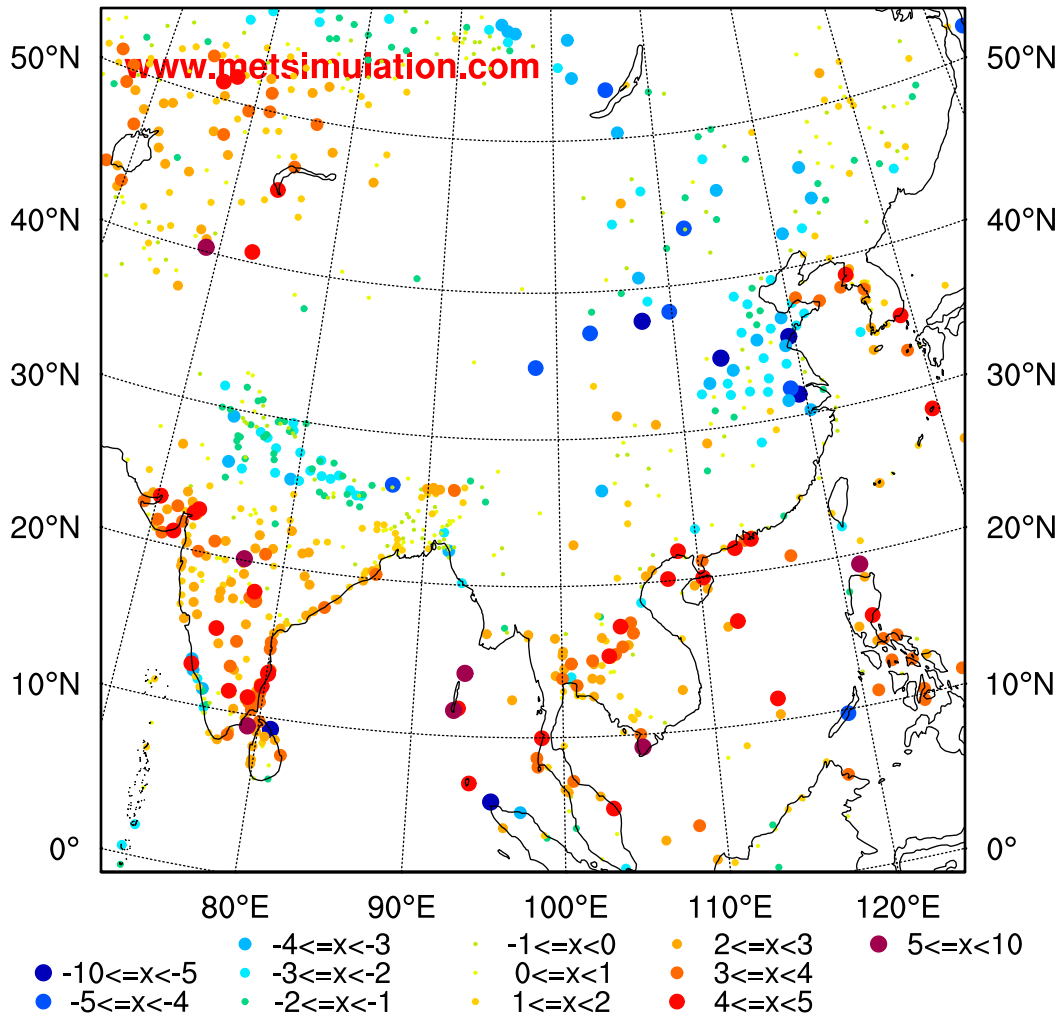 50°N 50°N
www.metsimulation.com
40°N 40°N
30°N 30°N
20°N 20°N
10°N 10°N
0° 0°
80°E 90°E 100°E 110°E 120°E
-4<=x<-3 -1<=x<0 2<=x<3 5<=x<10
-10<=x<-5 -3<=x<-2 0<=x<1 3<=x<4
-5<=x<-4 -2<=x<-1 1<=x<2 4<=x<5